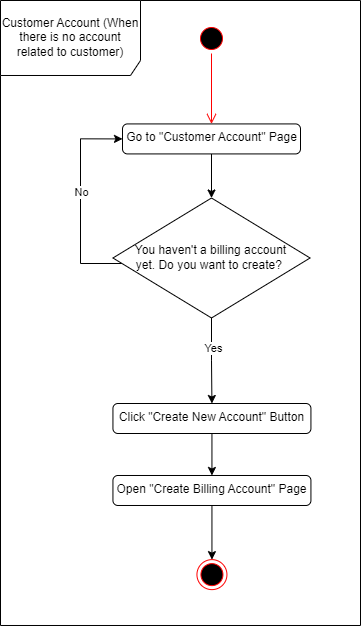 Customer Account (When
there is no account
related to customer)
Go to "Customer Account" Page
No
You haven't a billing account
yet. Do you want to create?
Yes
Click "Create New Account" Button
Open "Create Billing Account" Page